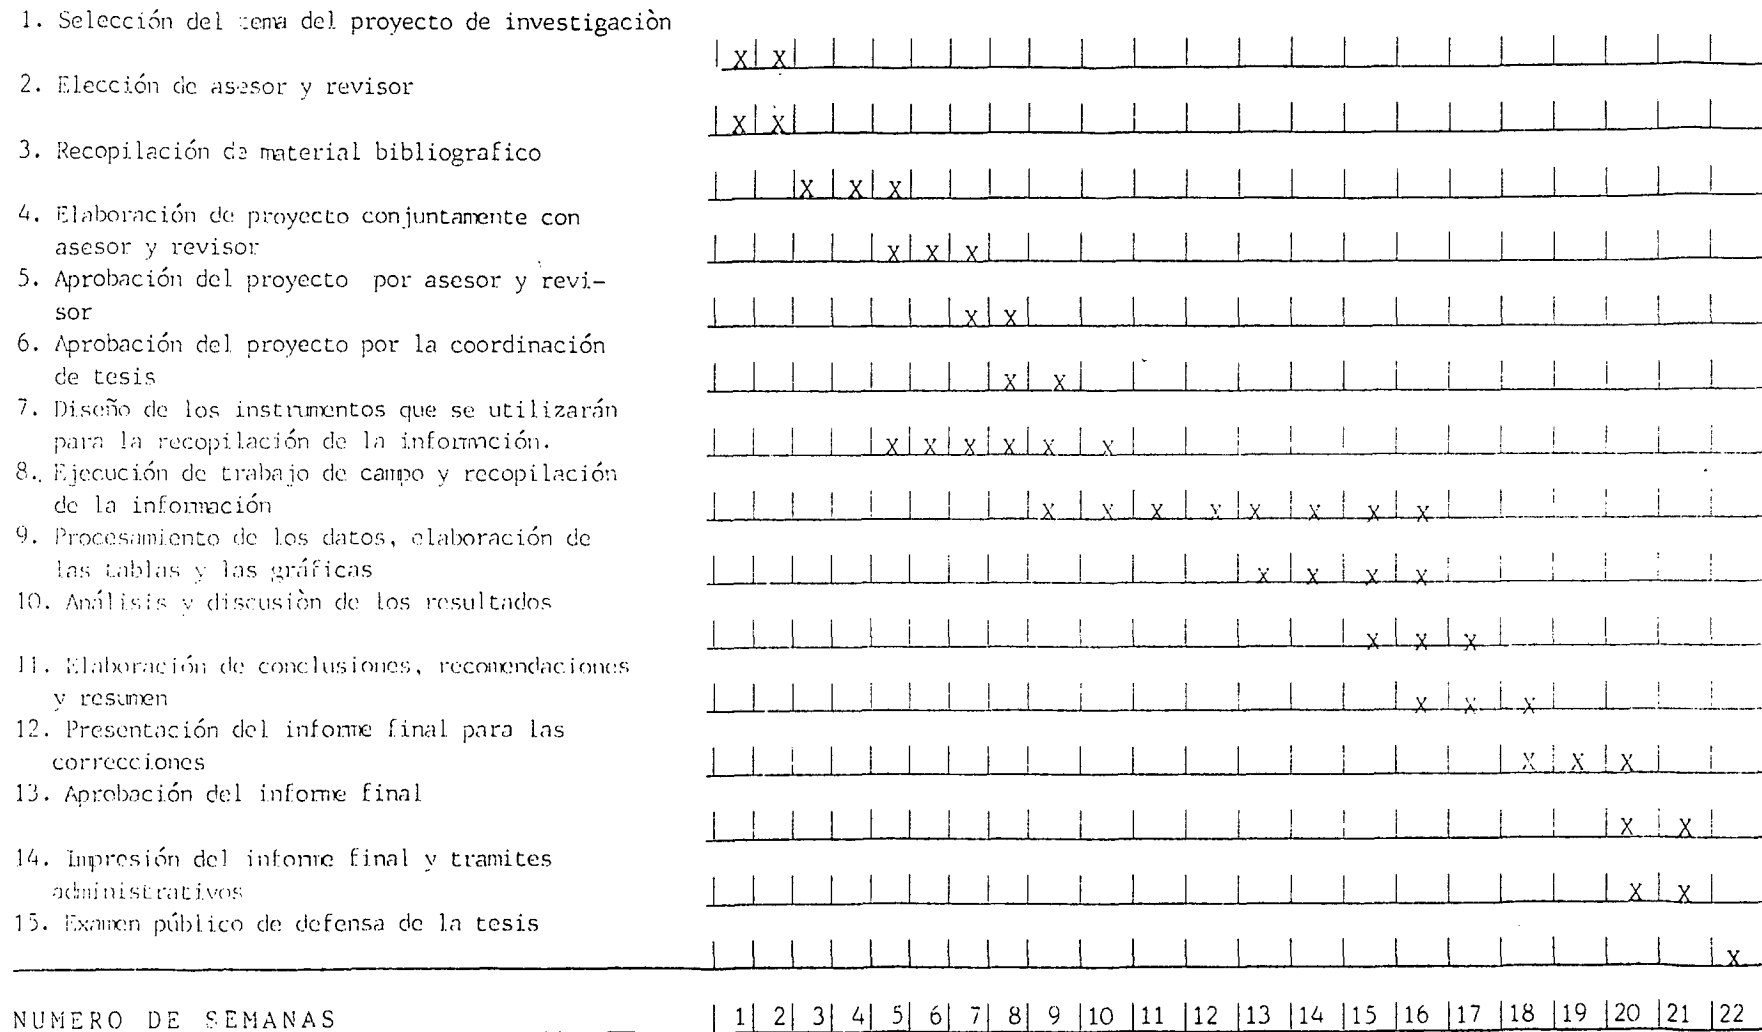 1. Selección del tema del proyecto de investigaciòn
X X
2. Elección de asesor y revisor
X X
3. Recopilación de material bibliografico
X X X
4. Elaboración de proyecto conjuntamente con
asesor y revisor
X X X
5. Aprobación del proyecto por asesor y revi-
sor
X X
6. Aprobación del proyecto por la coordinación
de tesis
X X
7. Diseño de los instrumentos que se utilizarán
para la recopilación de la información.
X X X X X X
8. Ejecución de trabajo de campo y recopilación
de la información
X X X X X X X X
9. Procesamiento de los datos, elaboración de
las tablas y las gráficas
X X X X
10. Análisis y discusiòn de los resultados
X X X
11. Elaboración de conclusiones, recomendaciones
y resumen
X X X
12. Presentación del informe final para las
correcciones
X X X
13. Aprobación del informe final
X X
14. Impresión del informe final y tramites
administrativos
X X
15. Examen público de defensa de la tesis
X
NUMERO DE SEMANAS 1 2 3 4 5 6 7 8 9 10 11 12 13 14 15 16 17 18 19 20 21 22